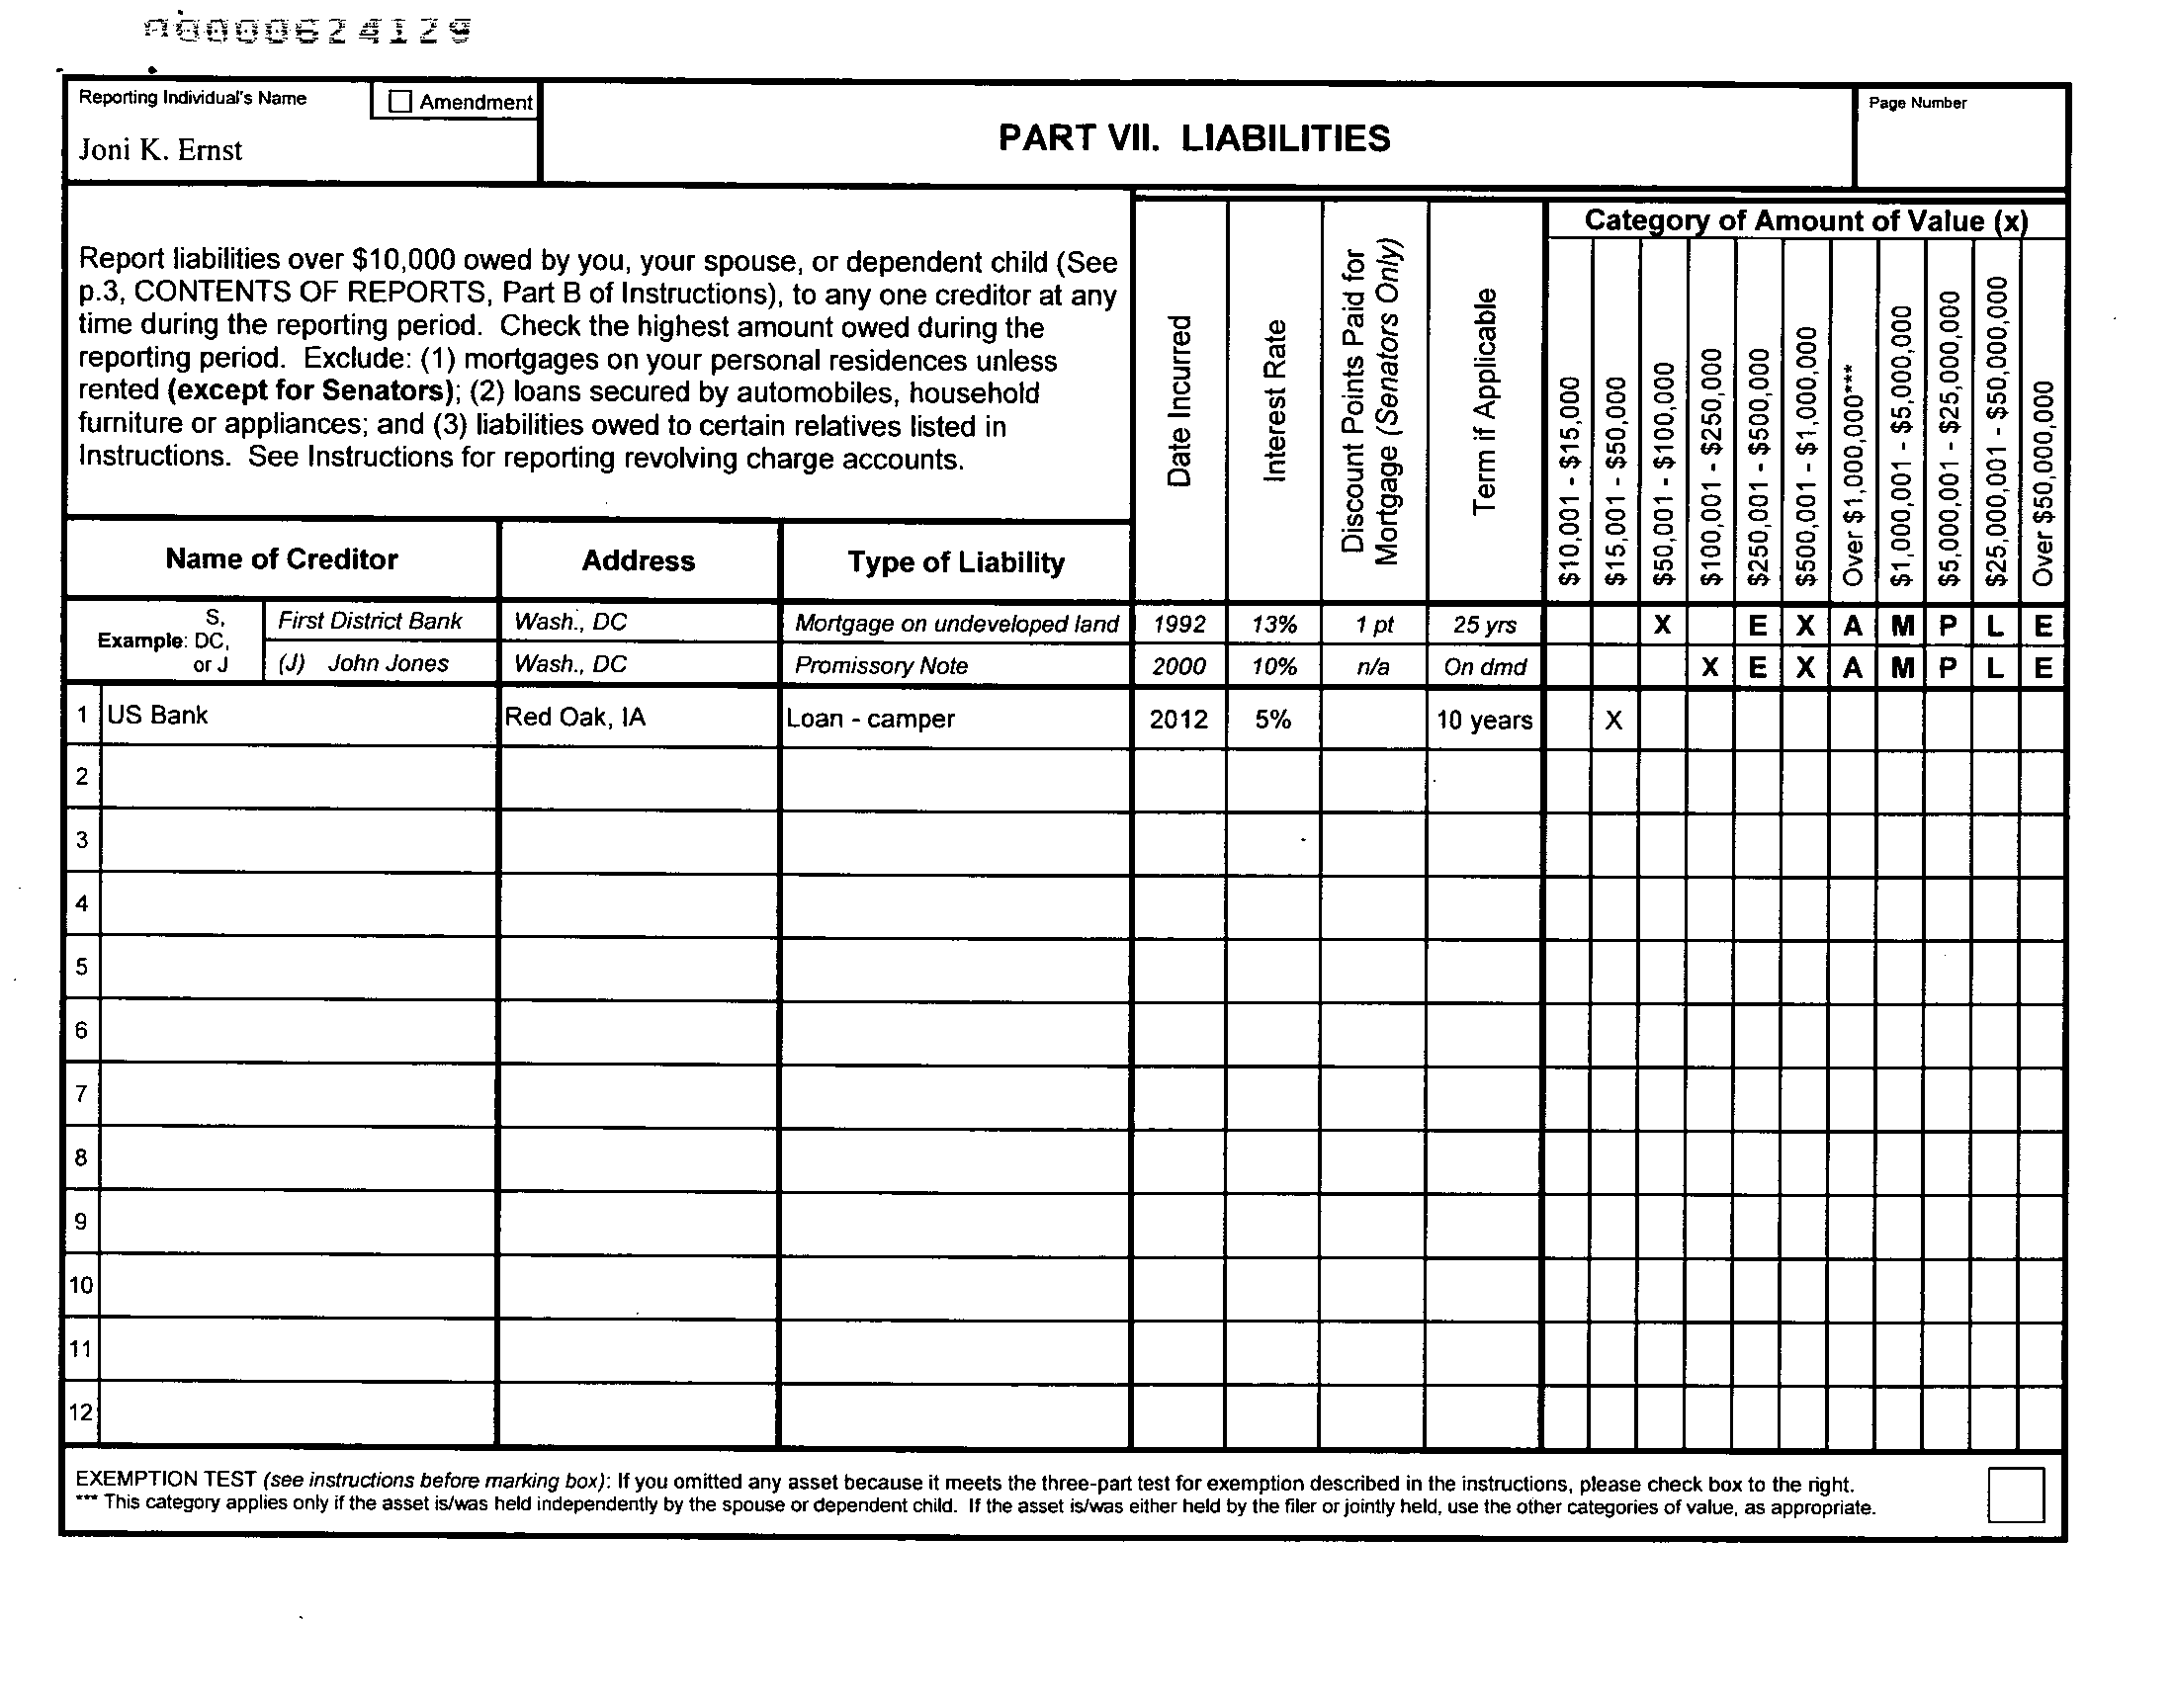 00000624129
Reporting Individual's Name
Amendment
Joni K. Ernst
PART VII. LIABILITIES
Page Number
Report liabilities over $10,000 owed by you, your spouse, or dependent child (See
p.3, CONTENTS OF REPORTS, Part B of Instructions), to any one creditor at any
time during the reporting period. Check the highest amount owed during the
reporting period. Exclude: (1) mortgages on your personal residences unless
rented (except for Senators); (2) loans secured by automobiles, household
furniture or appliances; and (3) liabilities owed to certain relatives listed in
Instructions. See Instructions for reporting revolving charge accounts.
Date Incurred
Interest Rate
Discount Points Paid for
Mortgage (Senators Only)
Term if Applicable
Category of Amount of Value (x)
$10,001 - $15,000
$15,001 - $50,000
$50,001 - $100,000
$100,001 - $250,000
$250,001 - $500,000
$500,001 - $1,000,000
Over $1,000,000***
$1,000,001 - $5,000,000
$5,000,001 - $25,000,000
$25,000,001 - $50,000,000
Over $50,000,000
Name of Creditor Address Type of Liability
Example: S, DC, or J
First District Bank Wash., DC Mortgage on undeveloped land 1992 13% 1 pt 25 yrs X E X A M P L E
(J) John Jones Wash., DC Promissory Note 2000 10% n/a On dmd X E X A M P L E
1 US Bank Red Oak, IA Loan - camper 2012 5% 10 years X
2
3
4
5
6
7
8
9
10
11
12
EXEMPTION TEST (see instructions before marking box): If you omitted any asset because it meets the three-part test for exemption described in the instructions, please check box to the right.
*** This category applies only if the asset is/was held independently by the spouse or dependent child. If the asset is/was either held by the filer or jointly held, use the other categories of value, as appropriate.